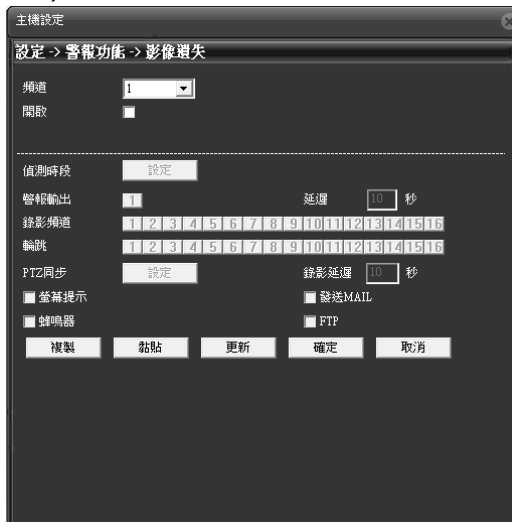 主機設定
設定 -> 警報功能 -> 影像遺失
頻道 1
開啟
偵測時段 設定
警報輸出 1 延遲 10 秒
錄影頻道 1 2 3 4 5 6 7 8 9 10 11 12 13 14 15 16
輪跳 1 2 3 4 5 6 7 8 9 10 11 12 13 14 15 16
PTZ同步 設定 錄影延遲 10 秒
螢幕提示 發送MAIL
蜂鳴器 FTP
複製 黏貼 更新 確定 取消